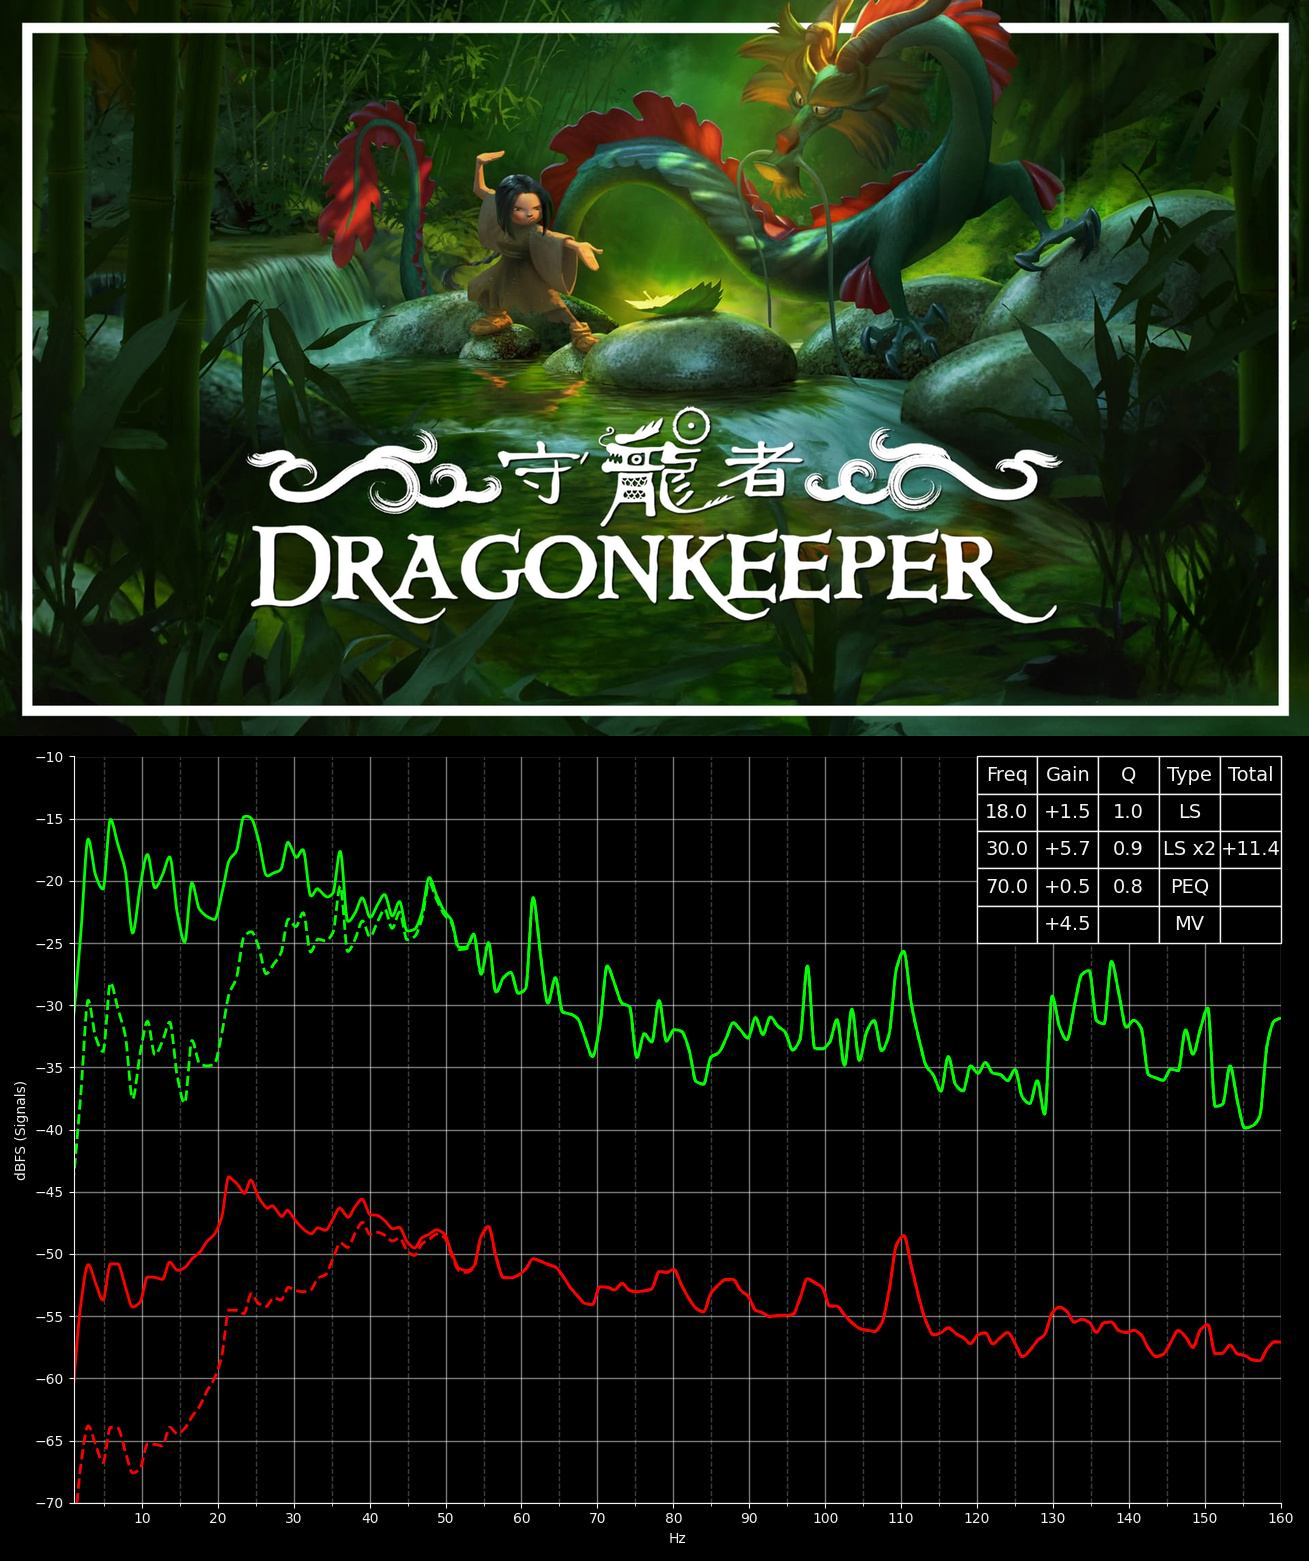 守龍者
DRAGONKEEPER
Freq Gain Q Type Total
18.0 +1.5 1.0 LS
30.0 +5.7 0.9 LS x2 +11.4
70.0 +0.5 0.8 PEQ
+4.5 MV
−10
−15
−20
−25
−30
−35
−40
−45
−50
−55
−60
−65
−70
dBFS (Signals)
10 20 30 40 50 60 70 80 90 100 110 120 130 140 150 160
Hz